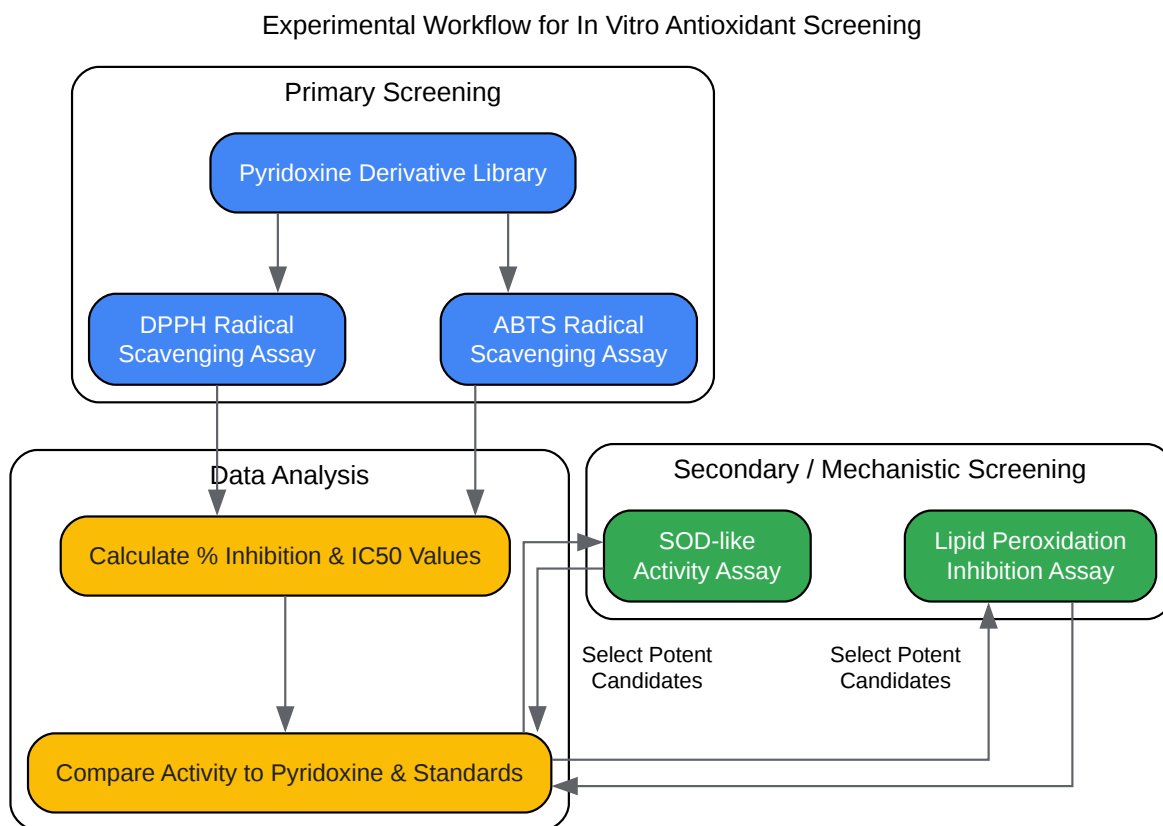 Experimental Workflow for In Vitro Antioxidant Screening
Primary Screening
Pyridoxine Derivative Library
DPPH Radical
Scavenging Assay
ABTS Radical
Scavenging Assay
Data Analysis
Calculate % Inhibition & IC50 Values
Compare Activity to Pyridoxine & Standards
Secondary / Mechanistic Screening
SOD-like
Activity Assay
Lipid Peroxidation
Inhibition Assay
Select Potent
Candidates
Select Potent
Candidates